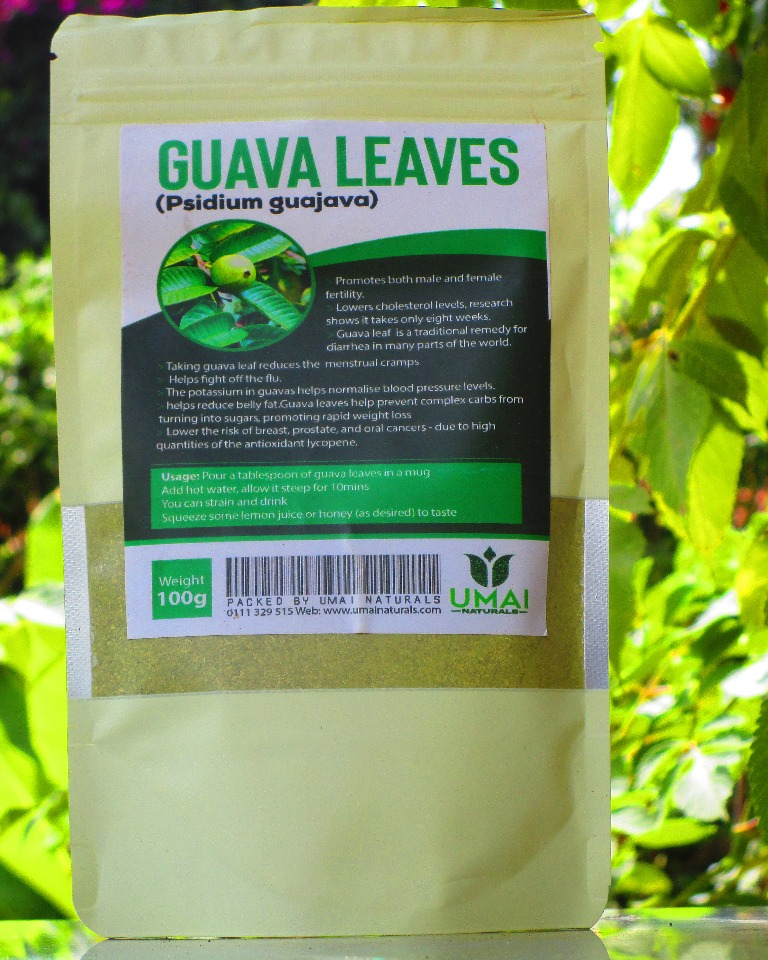 GUAVA LEAVES
(Psidium guajava)
> Promotes both male and female
fertility.
> Lowers cholesterol levels, research
shows it takes only eight weeks.
> Guava leaf is a traditional remedy for
diarrhea in many parts of the world.
> Taking guava leaf reduces the menstrual cramps
> Helps fight off the flu.
> The potassium in guavas helps normalise blood pressure levels.
> helps reduce belly fat.Guava leaves help prevent complex carbs from
turning into sugars, promoting rapid weight loss
> Lower the risk of breast, prostate, and oral cancers - due to high
quantities of the antioxidant lycopene.
Usage: Pour a tablespoon of guava leaves in a mug
Add hot water, allow it steep for 10mins
You can strain and drink
Squeeze some lemon juice or honey (as desired) to taste
Weight
100g
PACKED BY UMAI NATURALS
0111 329 515 Web: www.umainaturals.com
UMAI
NATURALS